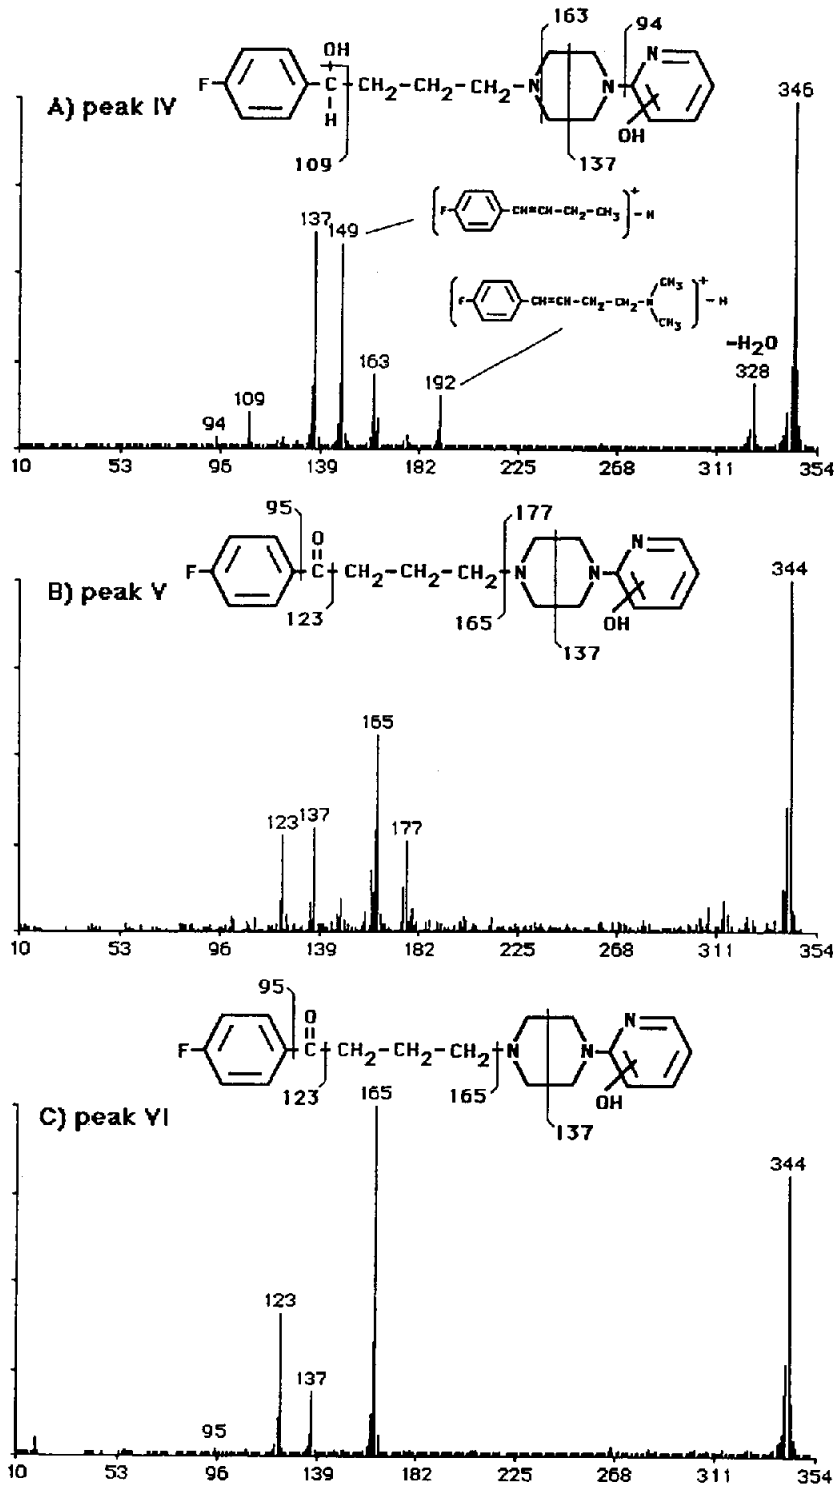 OH
F
C
H
CH2-CH2-CH2
N
N
N
OH
163
94
109
137
A) peak IV
346
137
149
F CH=CH-CH2-CH3 + -H
F CH=CH-CH2-CH2-N CH3 CH3 + -H
-H2O
328
163
192
109
94
10 53 96 139 182 225 268 311 354
95
177
O
F
C
CH2-CH2-CH2
N
N
N
OH
123
165
137
B) peak V
344
165
123
137
177
10 53 96 139 182 225 268 311 354
95
O
F
C
CH2-CH2-CH2
N
N
N
OH
123
165
137
C) peak VI
165
344
123
137
95
10 53 96 139 182 225 268 311 354